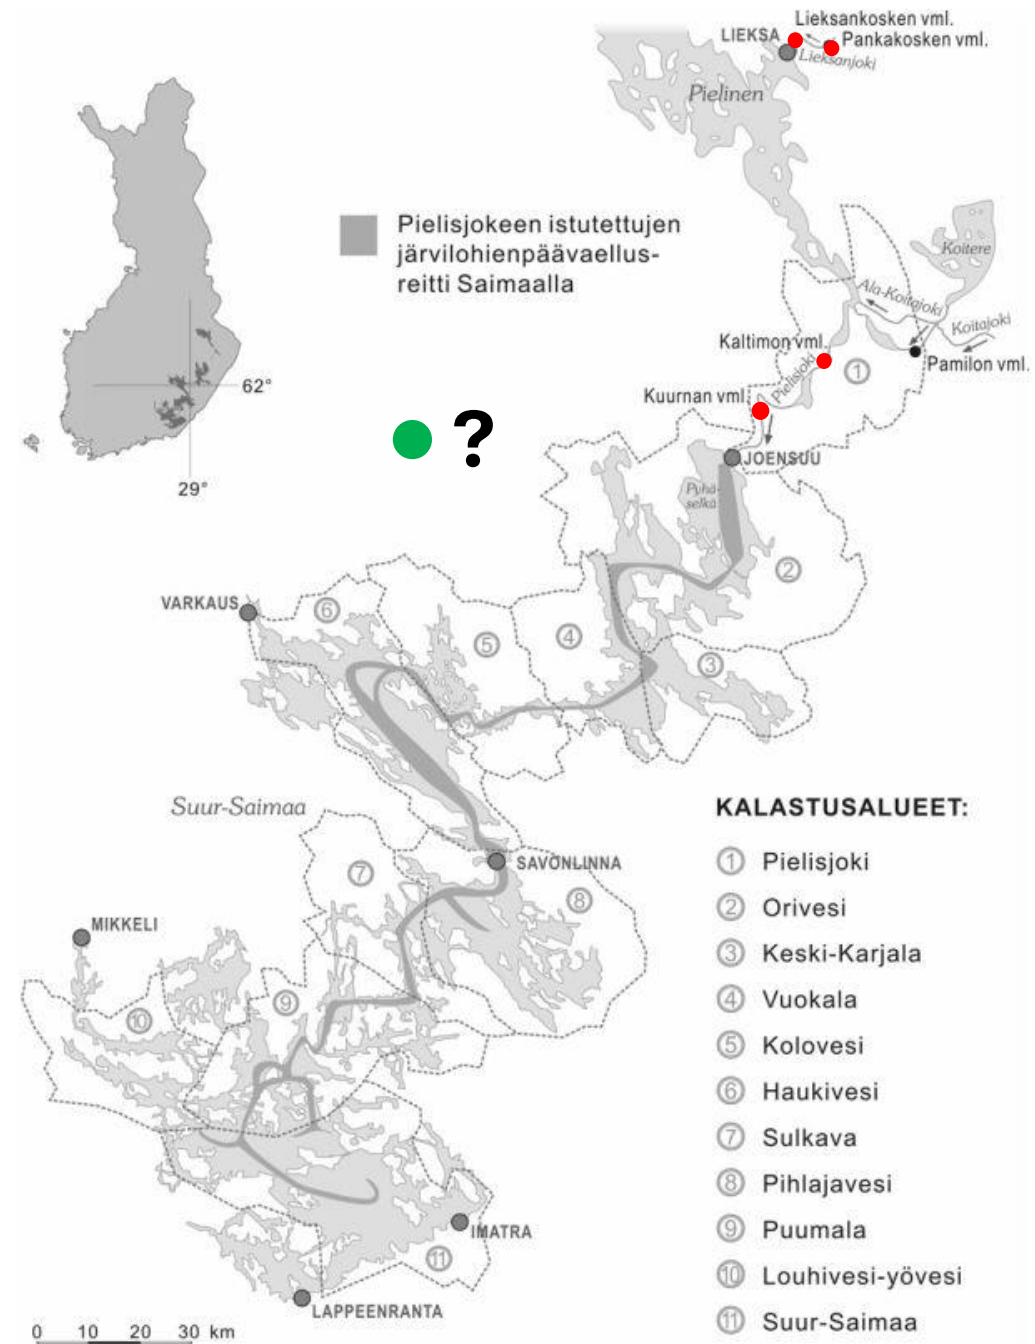 Lieksankosken vml.
LIEKSA
Pankakosken vml.
Lieksanjoki
Pielinen
Pielisjokeen istutettujen
järvilohienpäävaellus-
reitti Saimaalla
Koitere
Ala-Koitajoki
Koitajoki
Kaltimon vml.
Pamilon vml.
Pielisjoki
1
62°
Kuurnan vml.
?
JOENSUU
29°
Pyhä-
selkä
2
VARKAUS
6
5
4
3
Suur-Saimaa
KALASTUSALUEET:
SAVONLINNA
7
8
MIKKELI
9
10
1 Pielisjoki
2 Orivesi
3 Keski-Karjala
4 Vuokala
5 Kolovesi
6 Haukivesi
7 Sulkava
8 Pihlajavesi
9 Puumala
10 Louhivesi-yövesi
11 Suur-Saimaa
IMATRA
11
LAPPEENRANTA
0 10 20 30 km